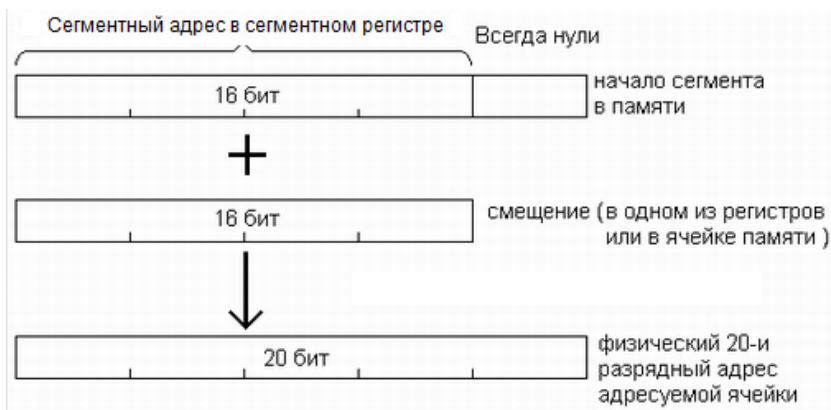 Сегментный адрес в сегментном регистре
Всегда нули
16 бит
начало сегмента
в памяти
+
16 бит
смещение (в одном из регистров
или в ячейке памяти )
20 бит
физический 20-и
разрядный адрес
адресуемой ячейки